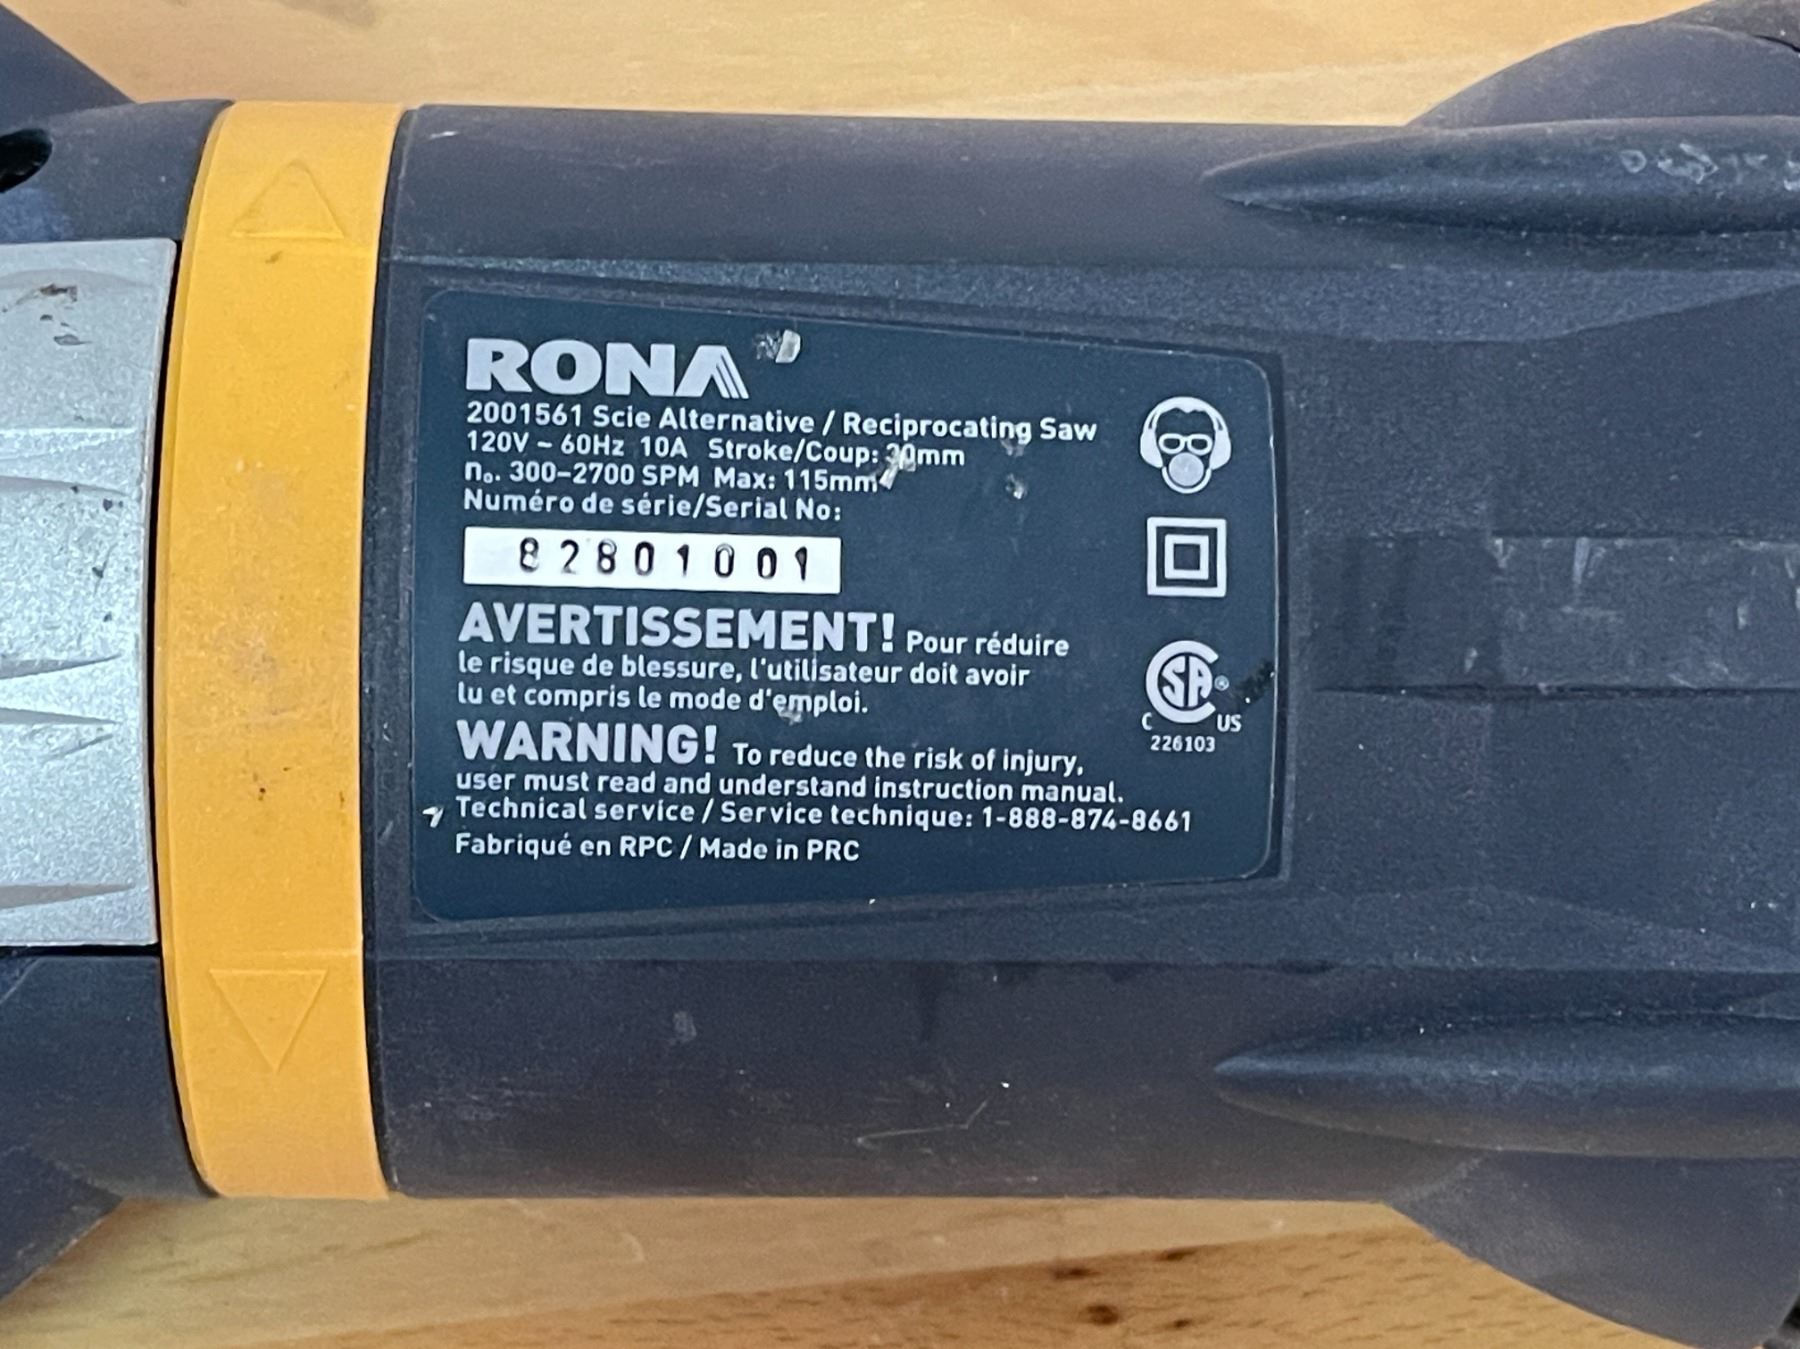 RONA
2001561 Scie Alternative / Reciprocating Saw
120V ~ 60Hz 10A Stroke/Coup: 30mm
n₀. 300-2700 SPM Max: 115mm
Numéro de série/Serial No:
82801001
AVERTISSEMENT! Pour réduire
le risque de blessure, l'utilisateur doit avoir
lu et compris le mode d'emploi.
WARNING! To reduce the risk of injury,
user must read and understand instruction manual.
Technical service / Service technique: 1-888-874-8661
Fabriqué en RPC / Made in PRC
CSA®
C US
226103